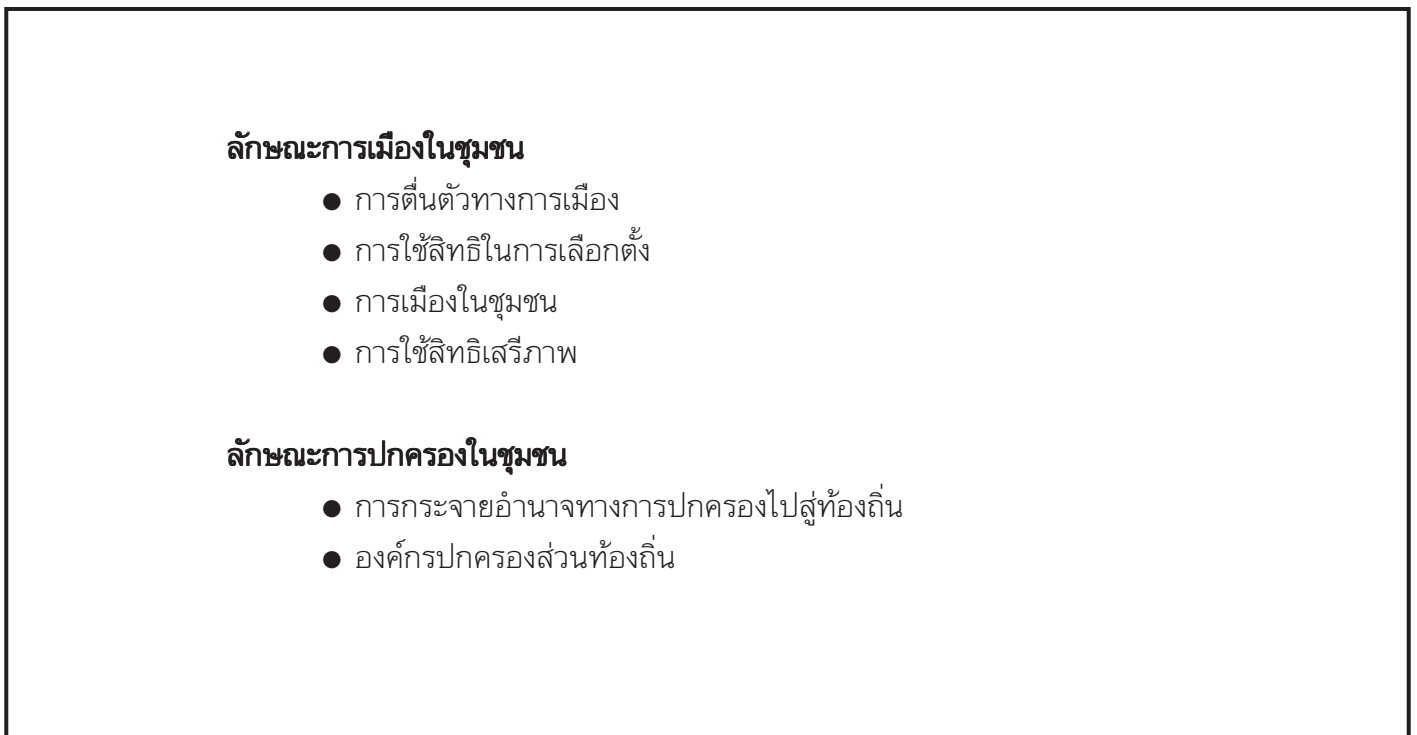 ลักษณะการเมืองในชุมชน
● การตื่นตัวทางการเมือง
● การใช้สิทธิในการเลือกตั้ง
● การเมืองในชุมชน
● การใช้สิทธิเสรีภาพ
ลักษณะการปกครองในชุมชน
● การกระจายอำนาจทางการปกครองไปสู่ท้องถิ่น
● องค์กรปกครองส่วนท้องถิ่น